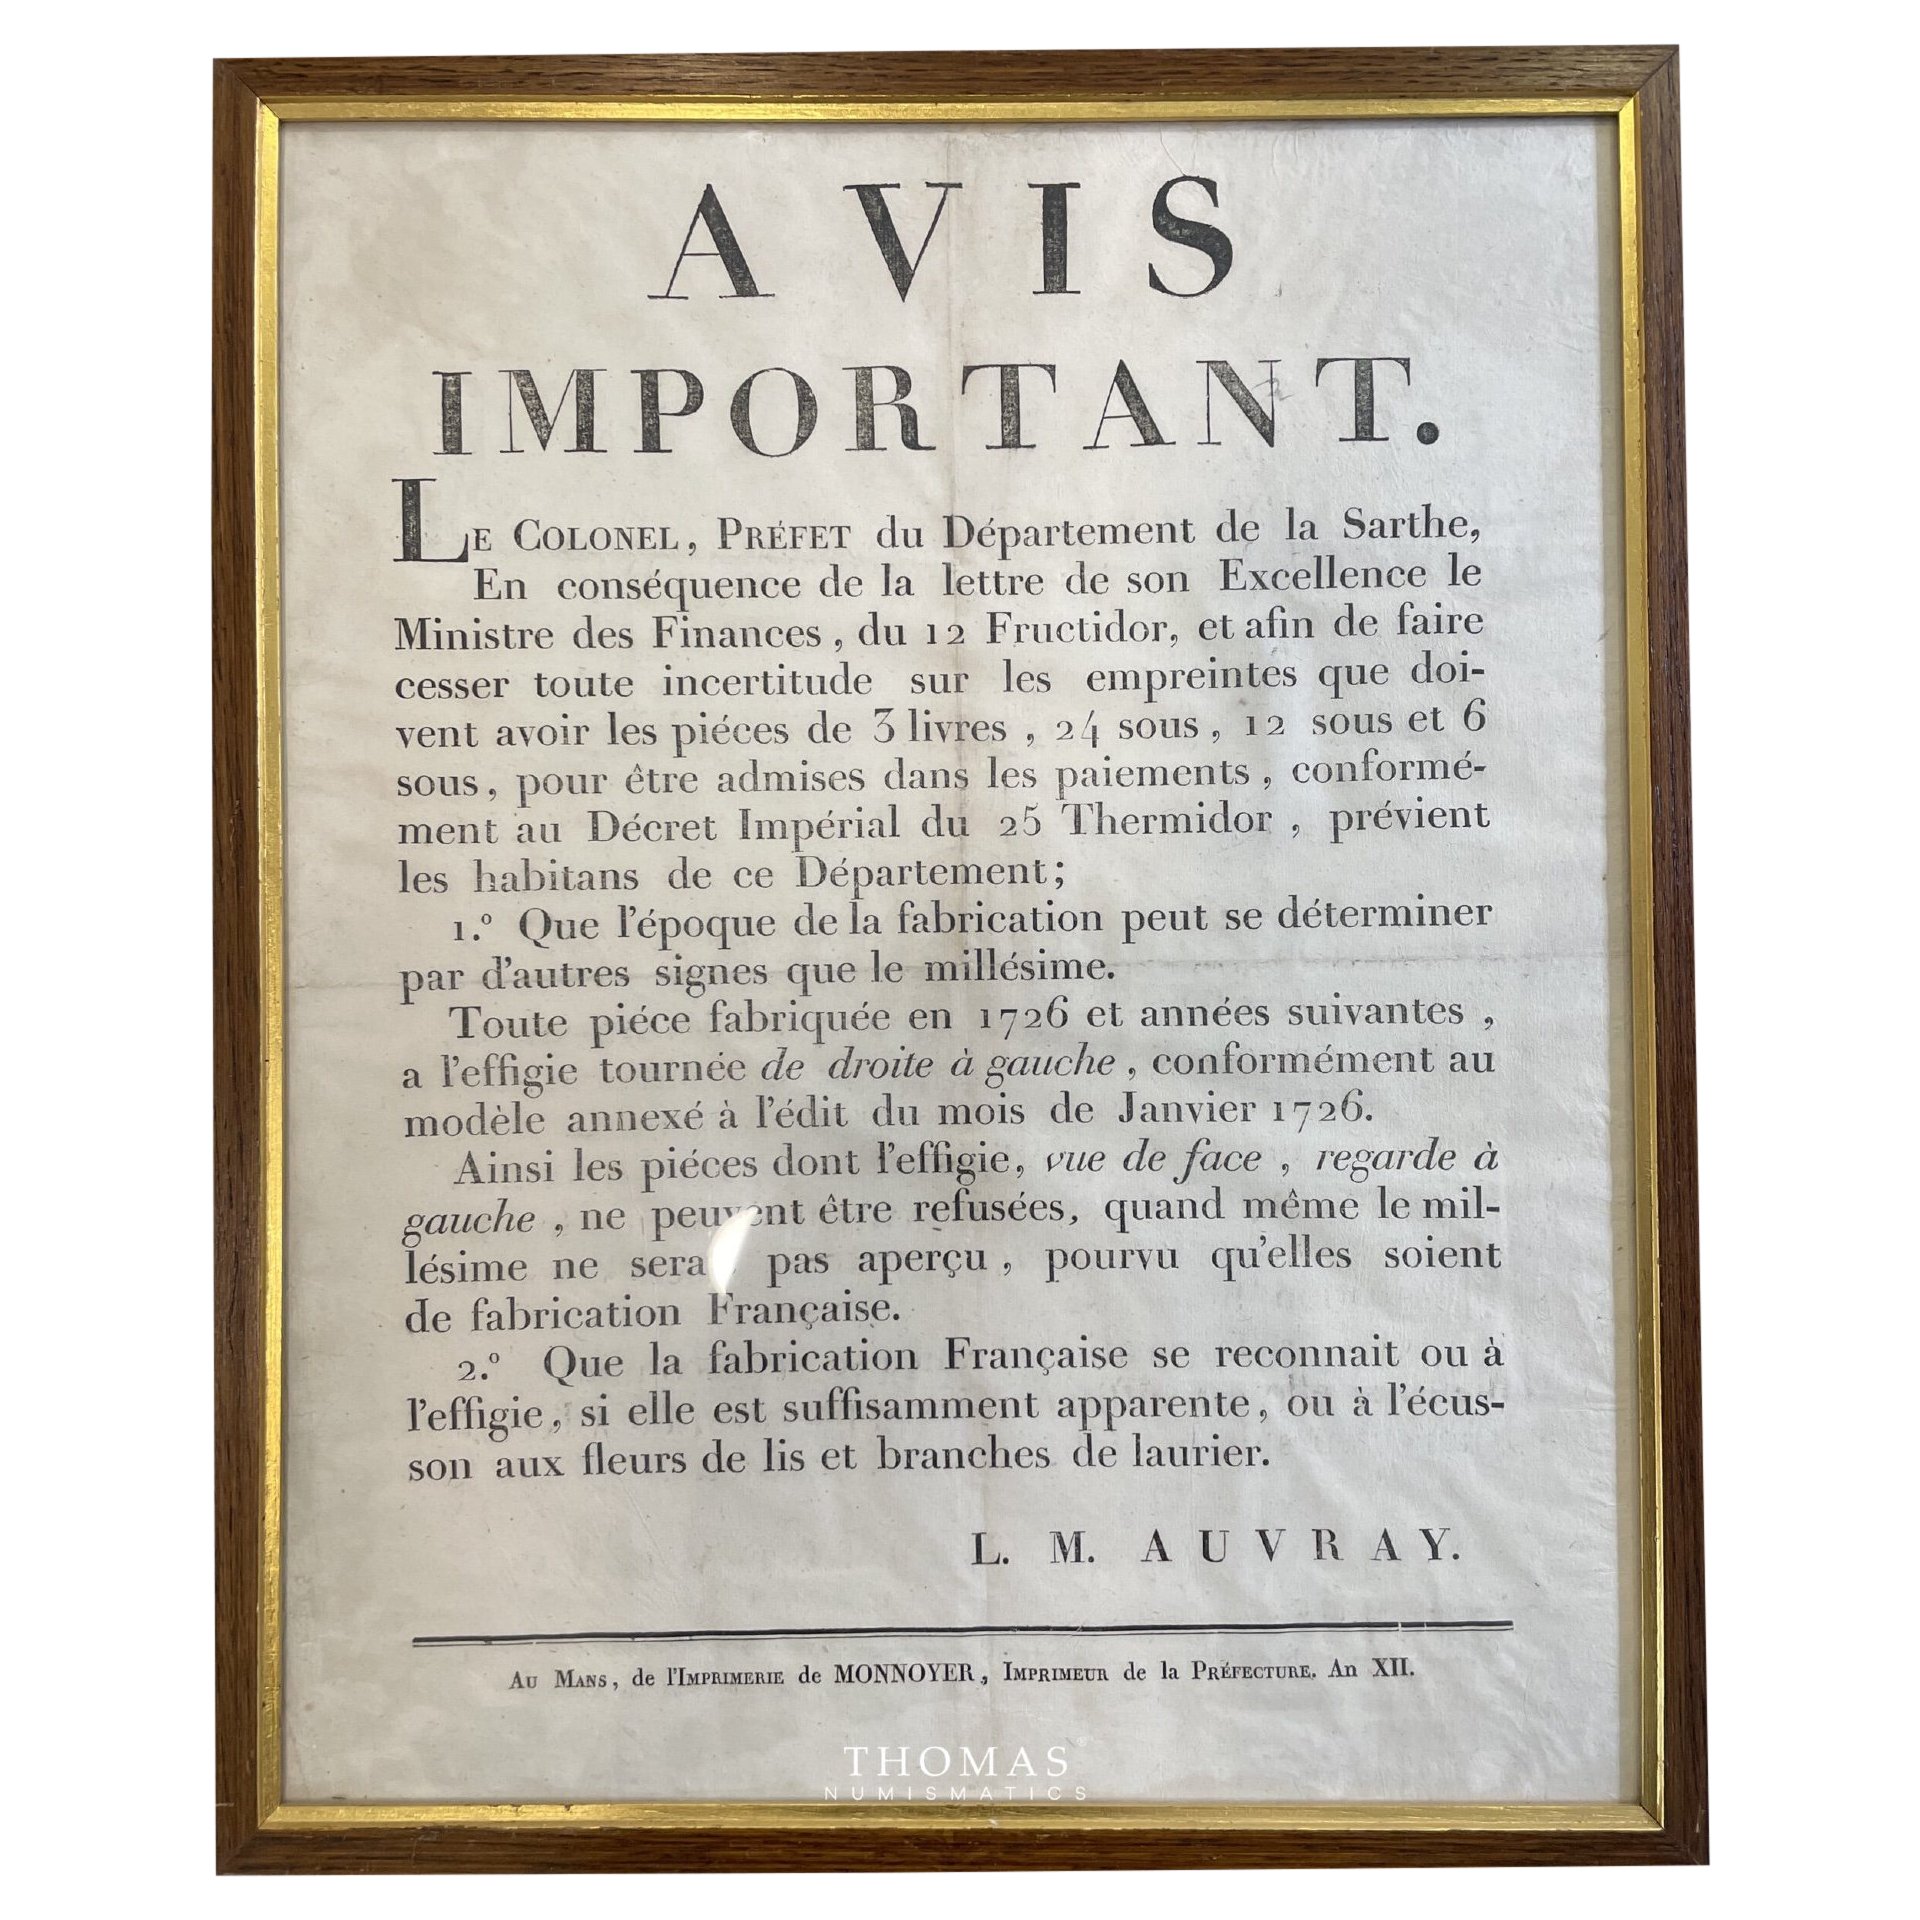 AVIS
IMPORTANT.
LE COLONEL, PRÉFET du Département de la Sarthe,
En conséquence de la lettre de son Excellence le
Ministre des Finances, du 12 Fructidor, et afin de faire
cesser toute incertitude sur les empreintes que doi-
vent avoir les piéces de 3 livres, 24 sous, 12 sous et 6
sous, pour être admises dans les paiements, conformé-
ment au Décret Impérial du 25 Thermidor, prévient
les habitans de ce Département;
1.º Que l'époque de la fabrication peut se déterminer
par d'autres signes que le millésime.
Toute piéce fabriquée en 1726 et années suivantes,
a l'effigie tournée de droite à gauche, conformément au
modèle annexé à l'édit du mois de Janvier 1726.
Ainsi les piéces dont l'effigie, vue de face, regarde à
gauche, ne peuvent être refusées, quand même le mil-
lésime ne sera pas aperçu, pourvu qu'elles soient
de fabrication Française.
2.º Que la fabrication Française se reconnait ou à
l'effigie, si elle est suffisamment apparente, ou à l'écus-
son aux fleurs de lis et branches de laurier.
L. M. AUVRAY.
AU MANS, de l'IMPRIMERIE de MONNOYER, IMPRIMEUR de la PRÉFECTURE. An XII.
THOMAS
NUMISMATICS